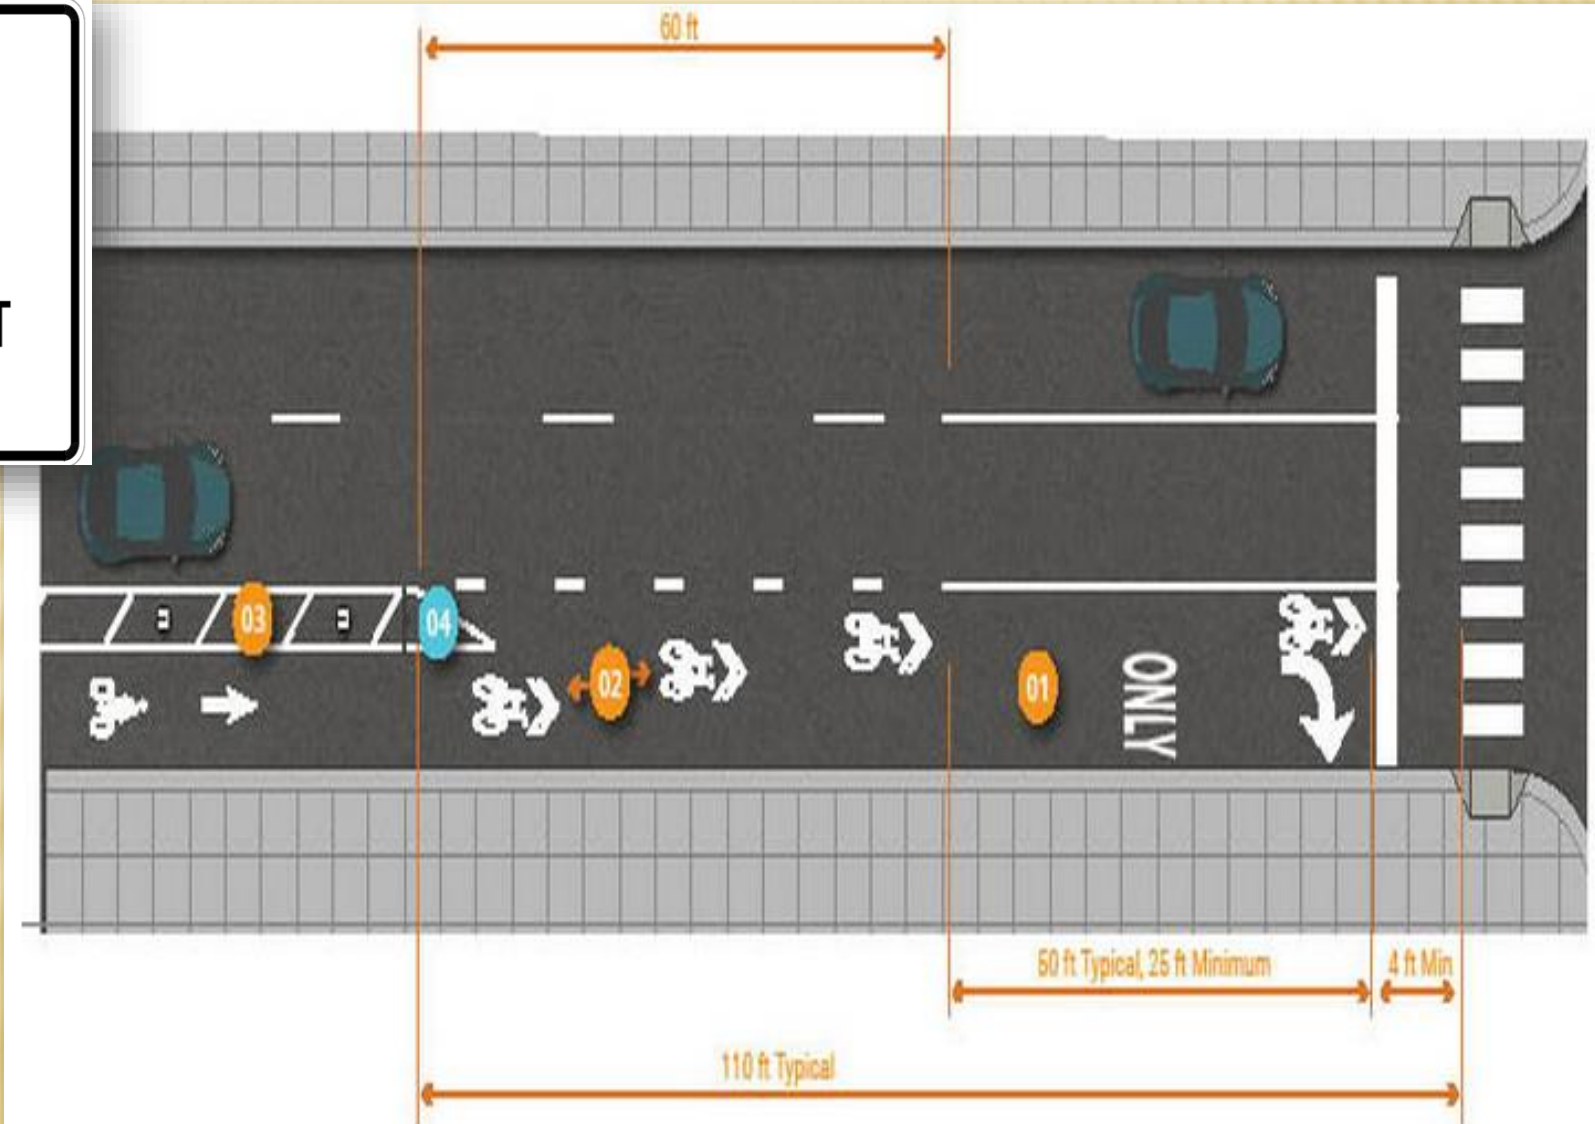 60 ft
T
03
04
02
01
ONLY
50 ft Typical, 25 ft Minimum
4 ft Min
110 ft Typical